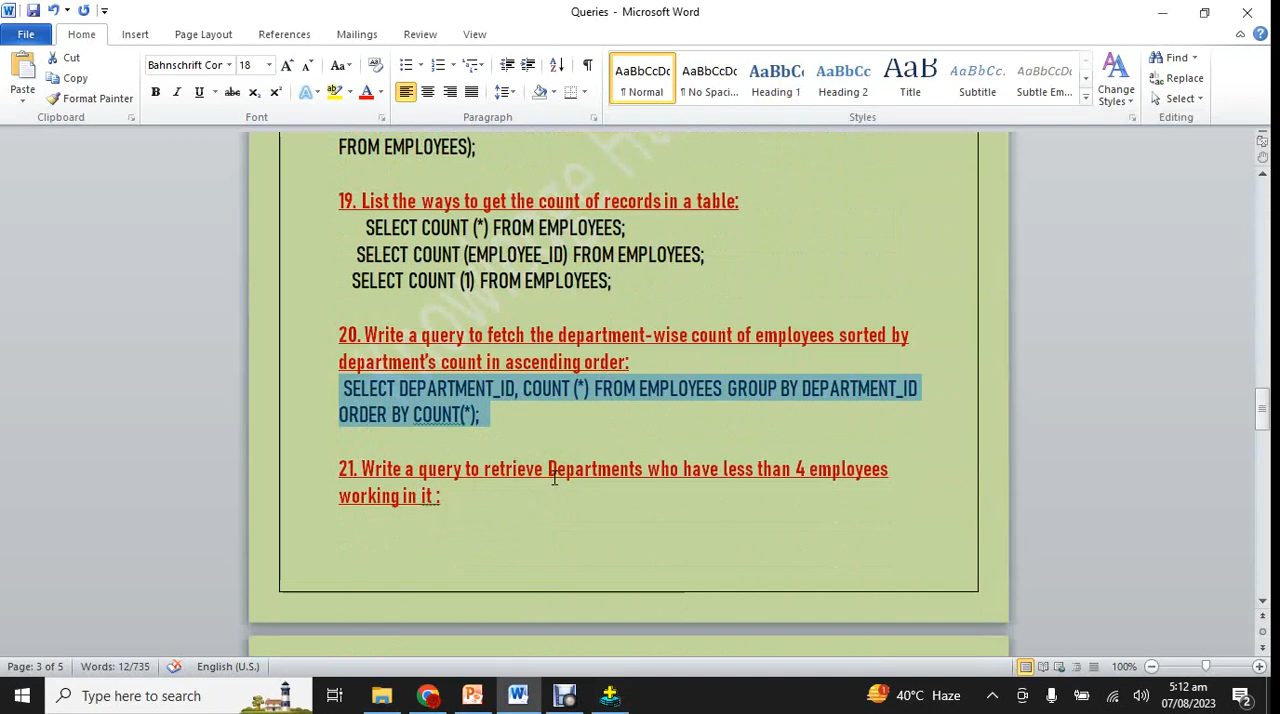 Queries - Microsoft Word
File Home Insert Page Layout References Mailings Review View
Paste Cut Copy Format Painter Clipboard
Bahnschrift Cor 18 Font
Paragraph
AaBbCcDc AaBbCcDc AaBbCc AaBbCc AaB AaBbCc. AaBbCcDc
¶ Normal ¶ No Spaci... Heading 1 Heading 2 Title Subtitle Subtle Em...
Change Styles Styles
Find Replace Select Editing
FROM EMPLOYEES);
19. List the ways to get the count of records in a table:
SELECT COUNT (*) FROM EMPLOYEES;
SELECT COUNT (EMPLOYEE_ID) FROM EMPLOYEES;
SELECT COUNT (1) FROM EMPLOYEES;
20. Write a query to fetch the department-wise count of employees sorted by
department's count in ascending order:
SELECT DEPARTMENT_ID, COUNT (*) FROM EMPLOYEES GROUP BY DEPARTMENT_ID
ORDER BY COUNT(*);
21. Write a query to retrieve Departments who have less than 4 employees
working in it :
Page: 3 of 5 Words: 12/735 English (U.S.) 100%
Type here to search 40°C Haze 5:12 am
07/08/2023 2